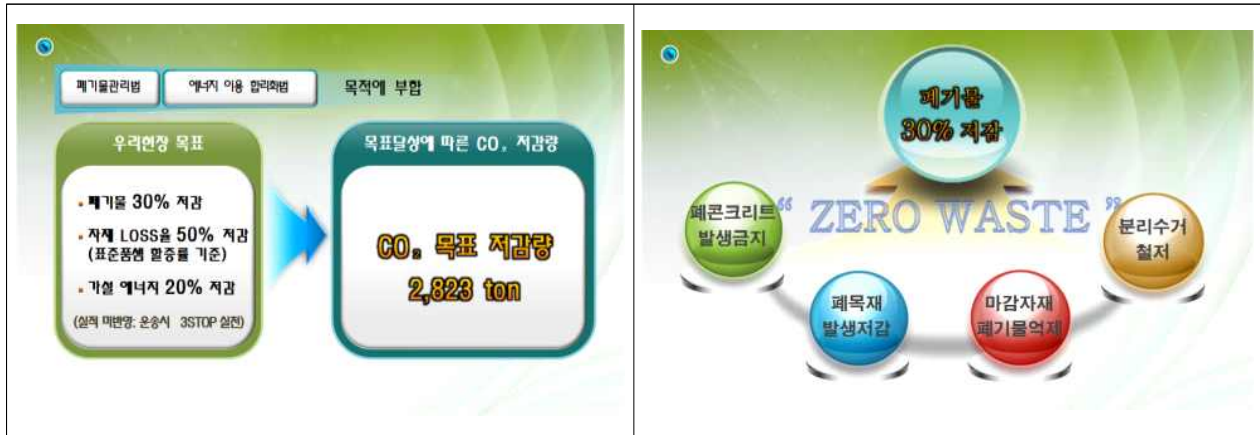 폐기물관리법
에너지 이용 합리화법
목적에 부합
우리현장 목표
• 폐기물 30% 저감
• 자재 LOSS율 50% 저감
(표준품셈 할증률 기준)
• 가설 에너지 20% 저감
(실적 미반영: 운송시 3STOP 실천)
목표달성에 따른 CO₂ 저감량
CO₂ 목표 저감량
2,823 ton
폐기물
30% 저감
“ ZERO WASTE ”
폐콘크리트
발생금지
폐목재
발생저감
마감자재
폐기물억제
분리수거
철저